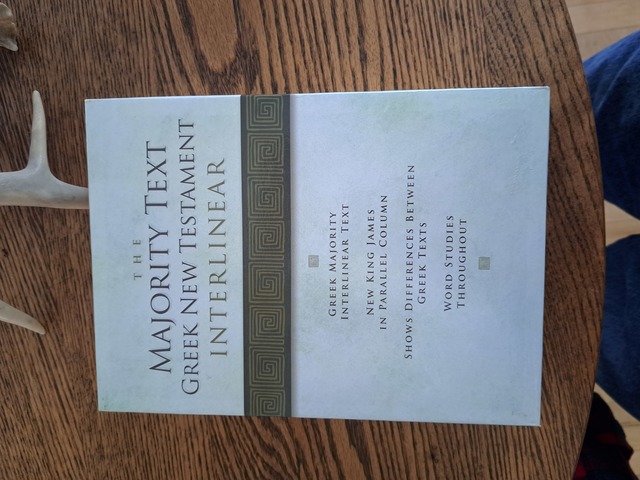 THE
MAJORITY TEXT
GREEK NEW TESTAMENT
INTERLINEAR
GREEK MAJORITY
INTERLINEAR TEXT
NEW KING JAMES
IN PARALLEL COLUMN
SHOWS DIFFERENCES BETWEEN
GREEK TEXTS
WORD STUDIES
THROUGHOUT